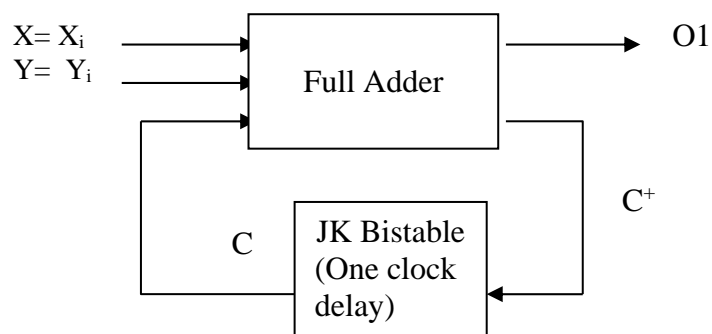 X= Xᵢ
Y= Yᵢ
Full Adder
O1
C⁺
C
JK Bistable
(One clock
delay)